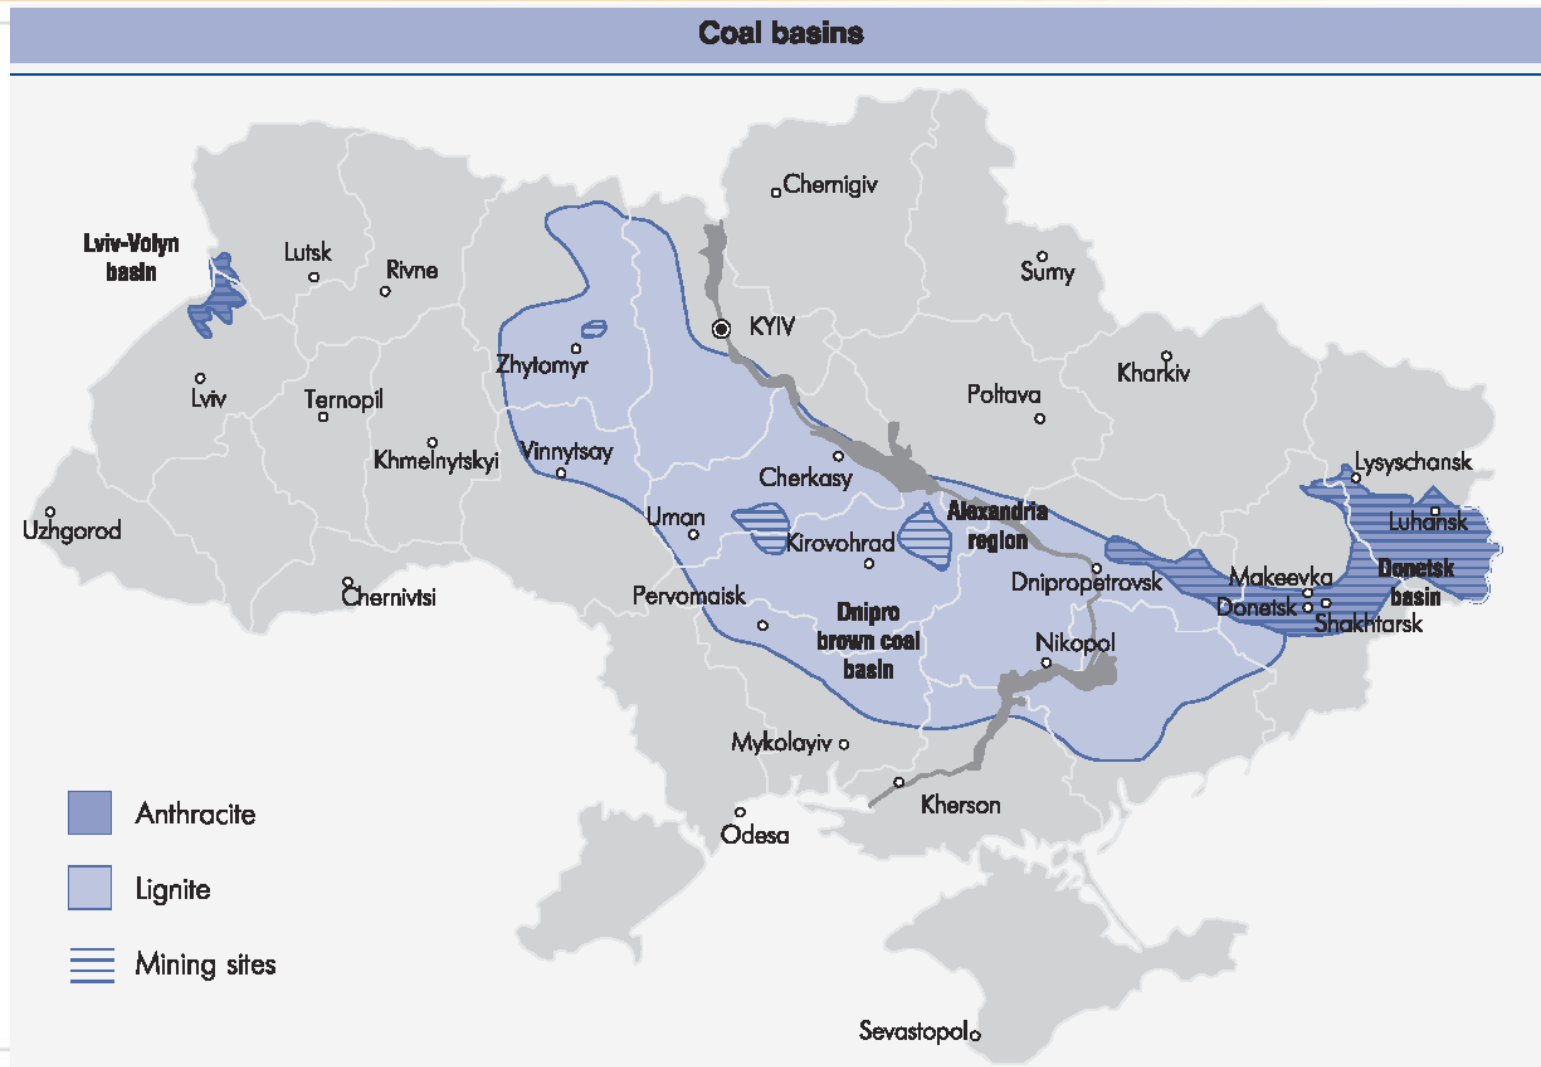 Coal basins
Chernigiv
Lviv-Volyn
basin
Lutsk
Rivne
Sumy
KYIV
Zhytomyr
Kharkiv
Lviv
Ternopil
Poltava
Khmelnytskyi
Vinnytsay
Cherkasy
Lysyschansk
Uzhgorod
Uman
Kirovohrad
Alexandria
region
Luhansk
Donetsk
basin
Chernivtsi
Pervomaisk
Dnipropetrovsk
Makeevka
Donetsk
Shakhtarsk
Dnipro
brown coal
basin
Nikopol
Mykolayiv
Kherson
Odesa
Anthracite
Lignite
Mining sites
Sevastopol